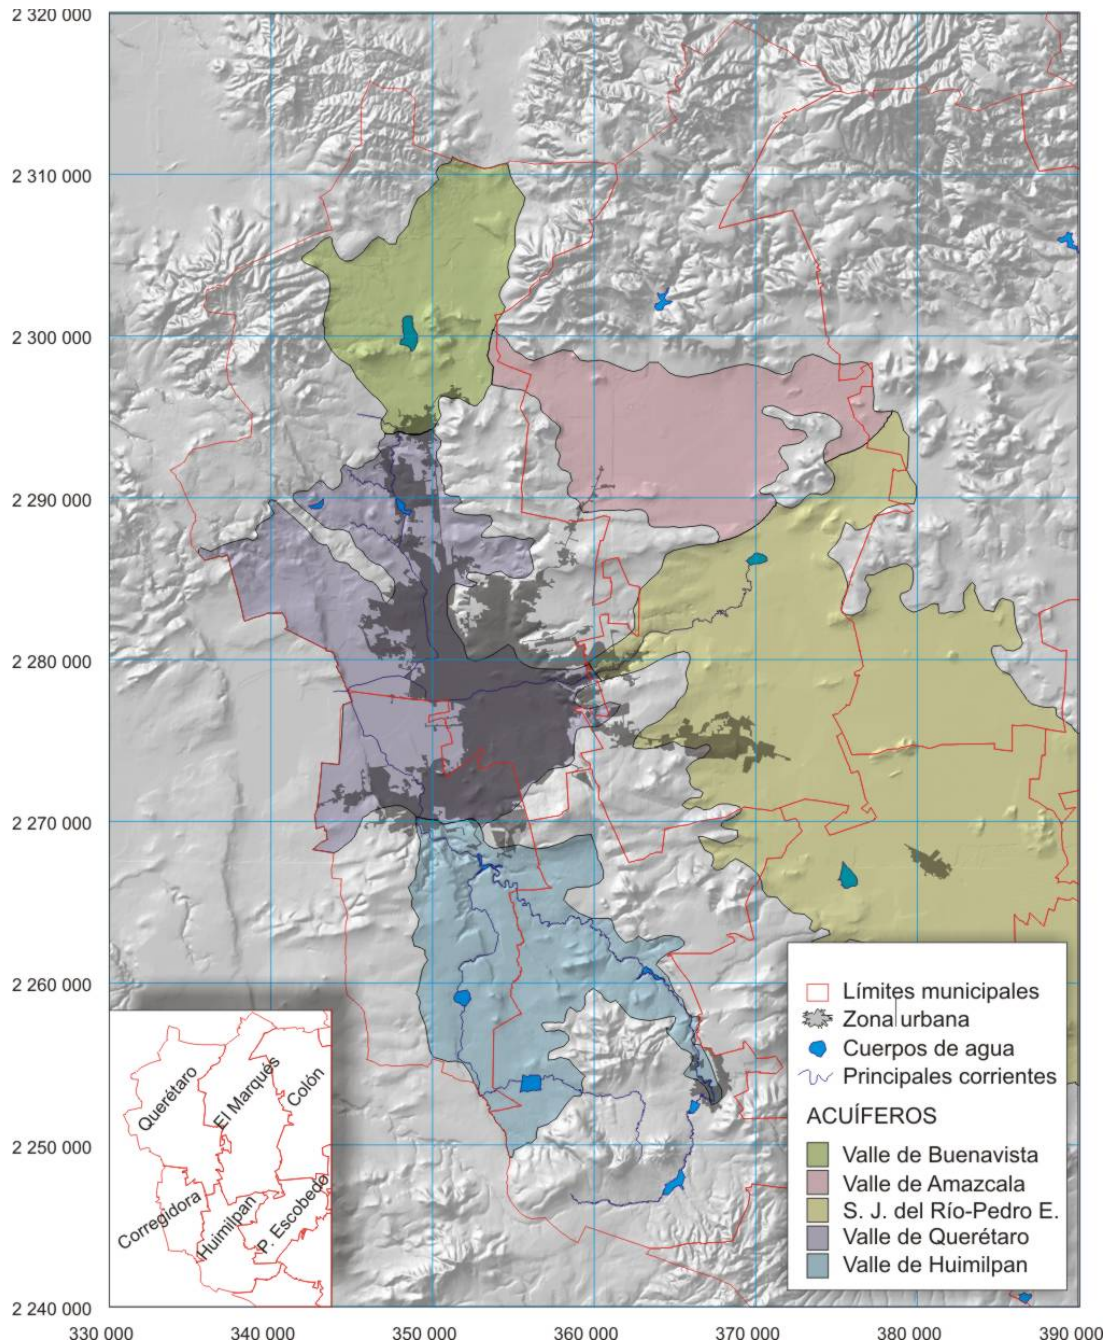 2 320 000
2 310 000
2 300 000
2 290 000
2 280 000
2 270 000
2 260 000
2 250 000
2 240 000
330 000
340 000
350 000
360 000
370 000
380 000
390 000
Querétaro
El Marqués
Colón
Corregidora
Huimilpan
P. Escobedo
Límites municipales
Zona urbana
Cuerpos de agua
Principales corrientes
ACUÍFEROS
Valle de Buenavista
Valle de Amazcala
S. J. del Río-Pedro E.
Valle de Querétaro
Valle de Huimilpan